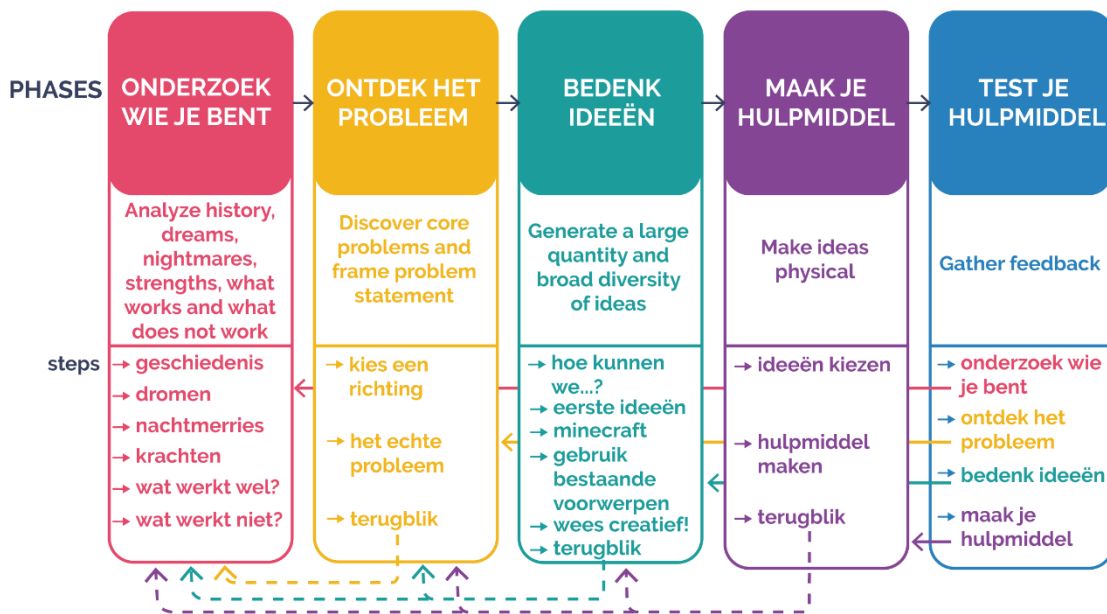 PHASES
ONDERZOEK
WIE JE BENT
ONTDEK HET
PROBLEEM
BEDENK
IDEEËN
MAAK JE
HULPMIDDEL
TEST JE
HULPMIDDEL
Analyze history,
dreams,
nightmares,
strengths, what
works and what
does not work
Discover core
problems and
frame problem
statement
Generate a large
quantity and
broad diversity
of ideas
Make ideas
physical
Gather feedback
steps
→ geschiedenis
→ dromen
→ nachtmerries
→ krachten
→ wat werkt wel?
→ wat werkt niet?
→ kies een
richting
→ het echte
probleem
→ terugblik
→ hoe kunnen
we...?
→ eerste ideeën
→ minecraft
→ gebruik
bestaande
voorwerpen
→ wees creatief!
→ terugblik
→ ideeën kiezen
→ hulpmiddel
maken
→ terugblik
→ onderzoek wie
je bent
→ ontdek het
probleem
→ bedenk ideeën
→ maak je
hulpmiddel